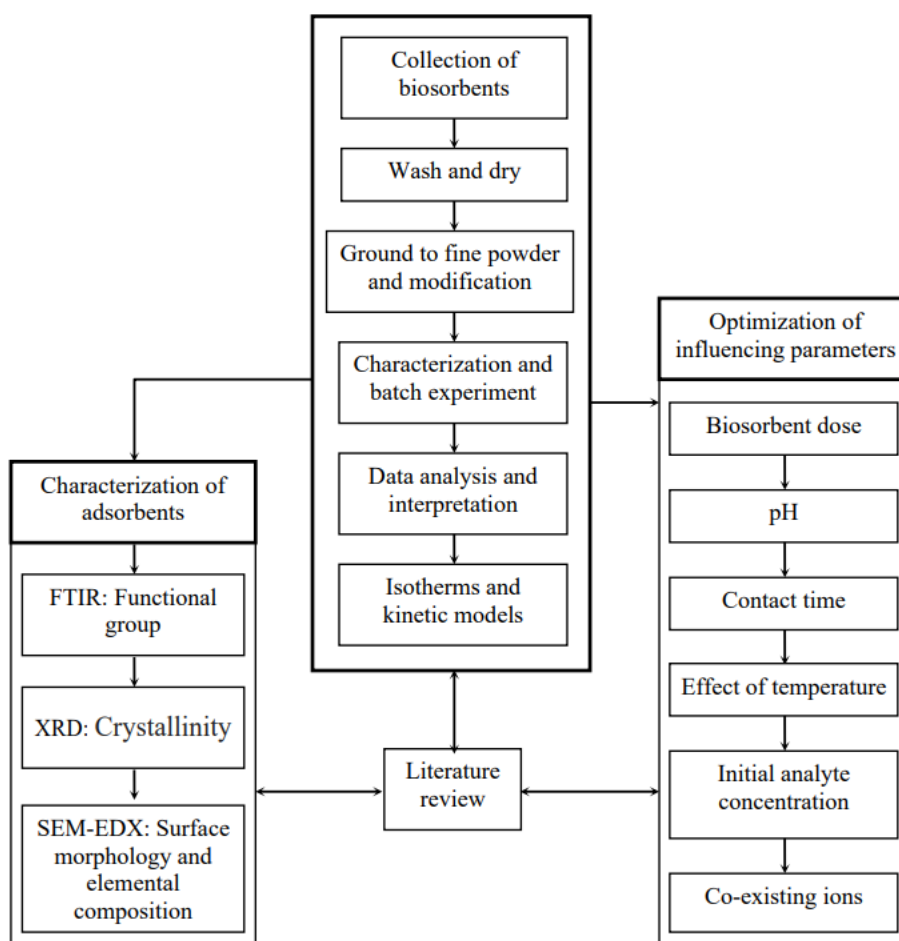 Collection of
biosorbents
Wash and dry
Ground to fine powder
and modification
Characterization and
batch experiment
Data analysis and
interpretation
Isotherms and
kinetic models
Characterization of
adsorbents
FTIR: Functional
group
XRD: Crystallinity
SEM-EDX: Surface
morphology and
elemental
composition
Literature
review
Optimization of
influencing parameters
Biosorbent dose
pH
Contact time
Effect of temperature
Initial analyte
concentration
Co-existing ions